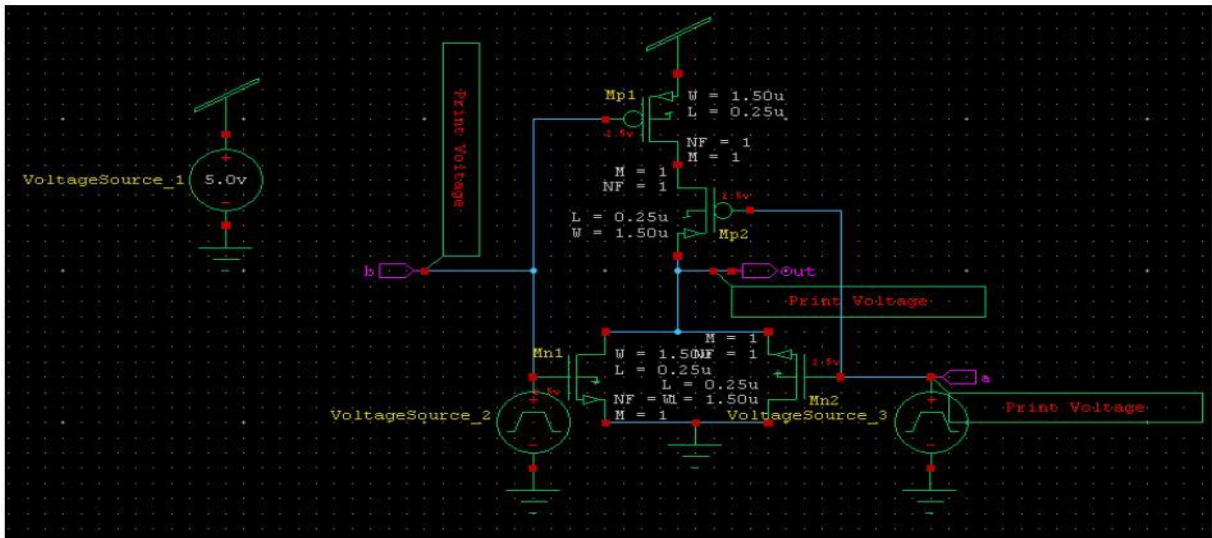 Print Voltage
Mp1
W = 1.50u
L = 0.25u
2.5v
NF = 1
M = 1
VoltageSource_1
5.0v
M = 1
NF = 1
2.5v
L = 0.25u
W = 1.50u
Mp2
b
Out
Print Voltage
M = 1
Mn1
W = 1.50u
NF = 1
2.5v
L = 0.25u
L = 0.25u
a
2.5v
NF = 1
W = 1.50u
Mn2
M = 1
VoltageSource_2
VoltageSource_3
Print Voltage